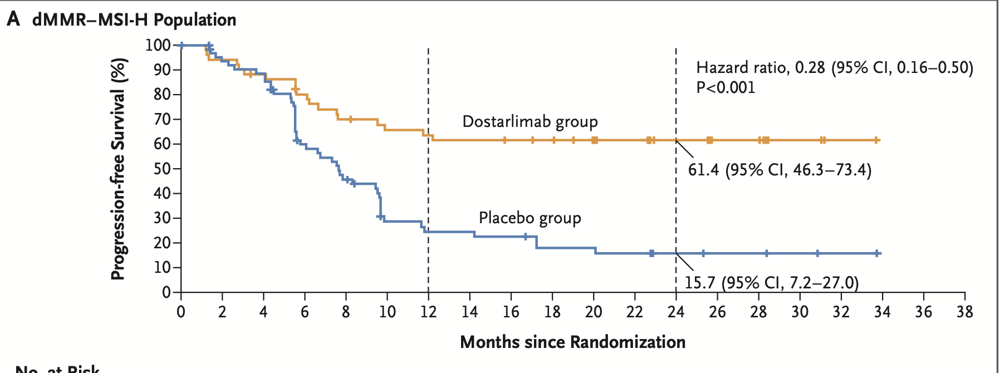 A dMMR–MSI-H Population
Progression-free Survival (%)
100
90
80
70
60
50
40
30
20
10
0
Hazard ratio, 0.28 (95% CI, 0.16–0.50)
P<0.001
Dostarlimab group
61.4 (95% CI, 46.3–73.4)
Placebo group
15.7 (95% CI, 7.2–27.0)
0 2 4 6 8 10 12 14 16 18 20 22 24 26 28 30 32 34 36 38
Months since Randomization
No. at Risk